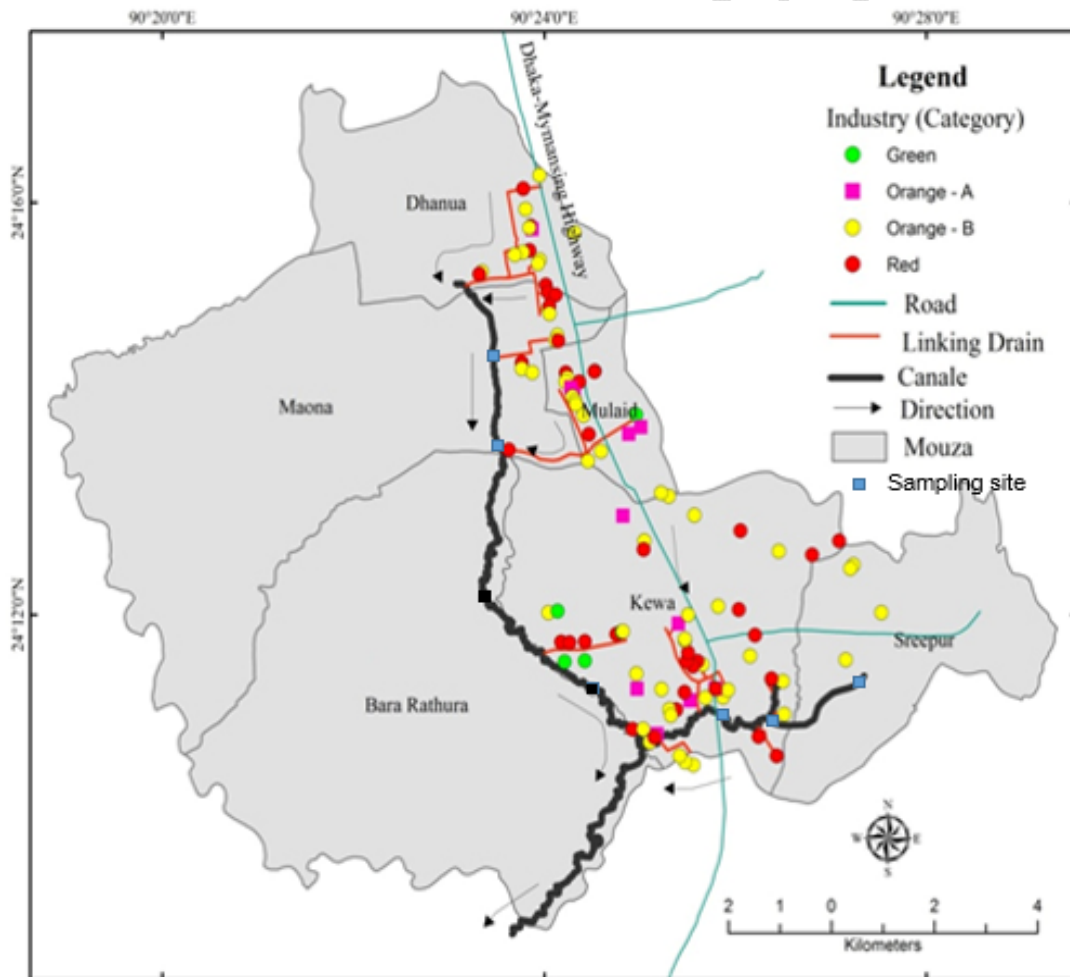 90°20'0"E
90°24'0"E
90°28'0"E
24°16'0"N
24°12'0"N
Dhaka-Mymansing Highway
Legend
Industry (Category)
Green
Orange - A
Orange - B
Red
Road
Linking Drain
Canale
Direction
Mouza
Sampling site
Dhanua
Maona
Mulaid
Kewa
Sreepur
Bara Rathura
N
W
E
S
2 1 0 2 4
Kilometers